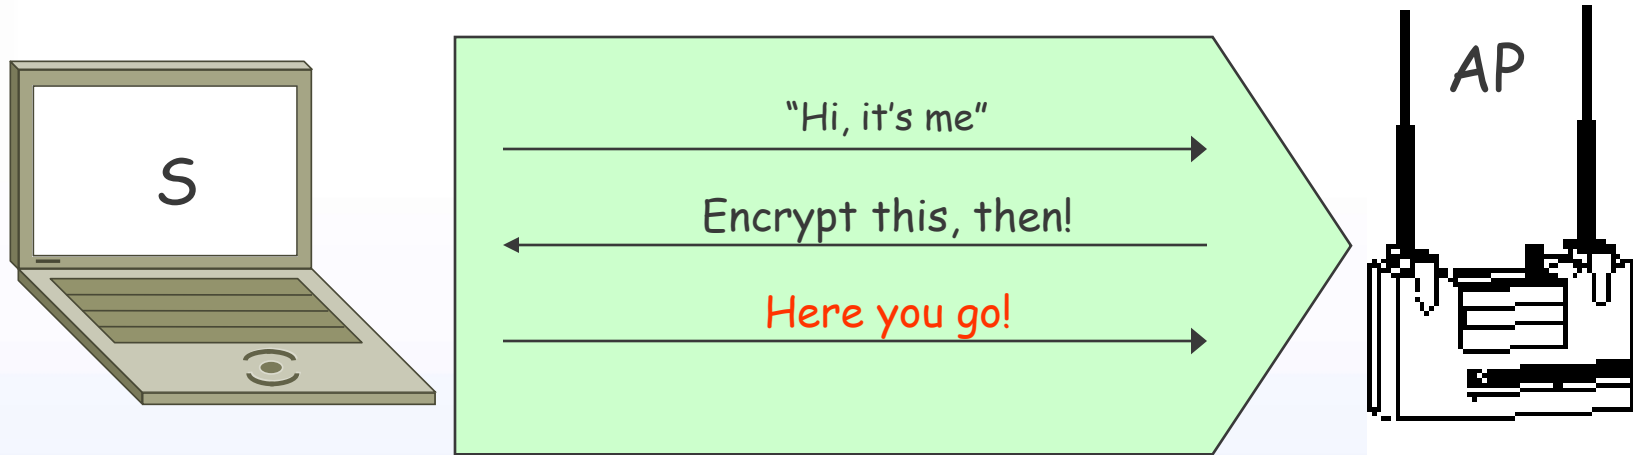 AP
“Hi, it’s me”
S
Encrypt this, then!
Here you go!